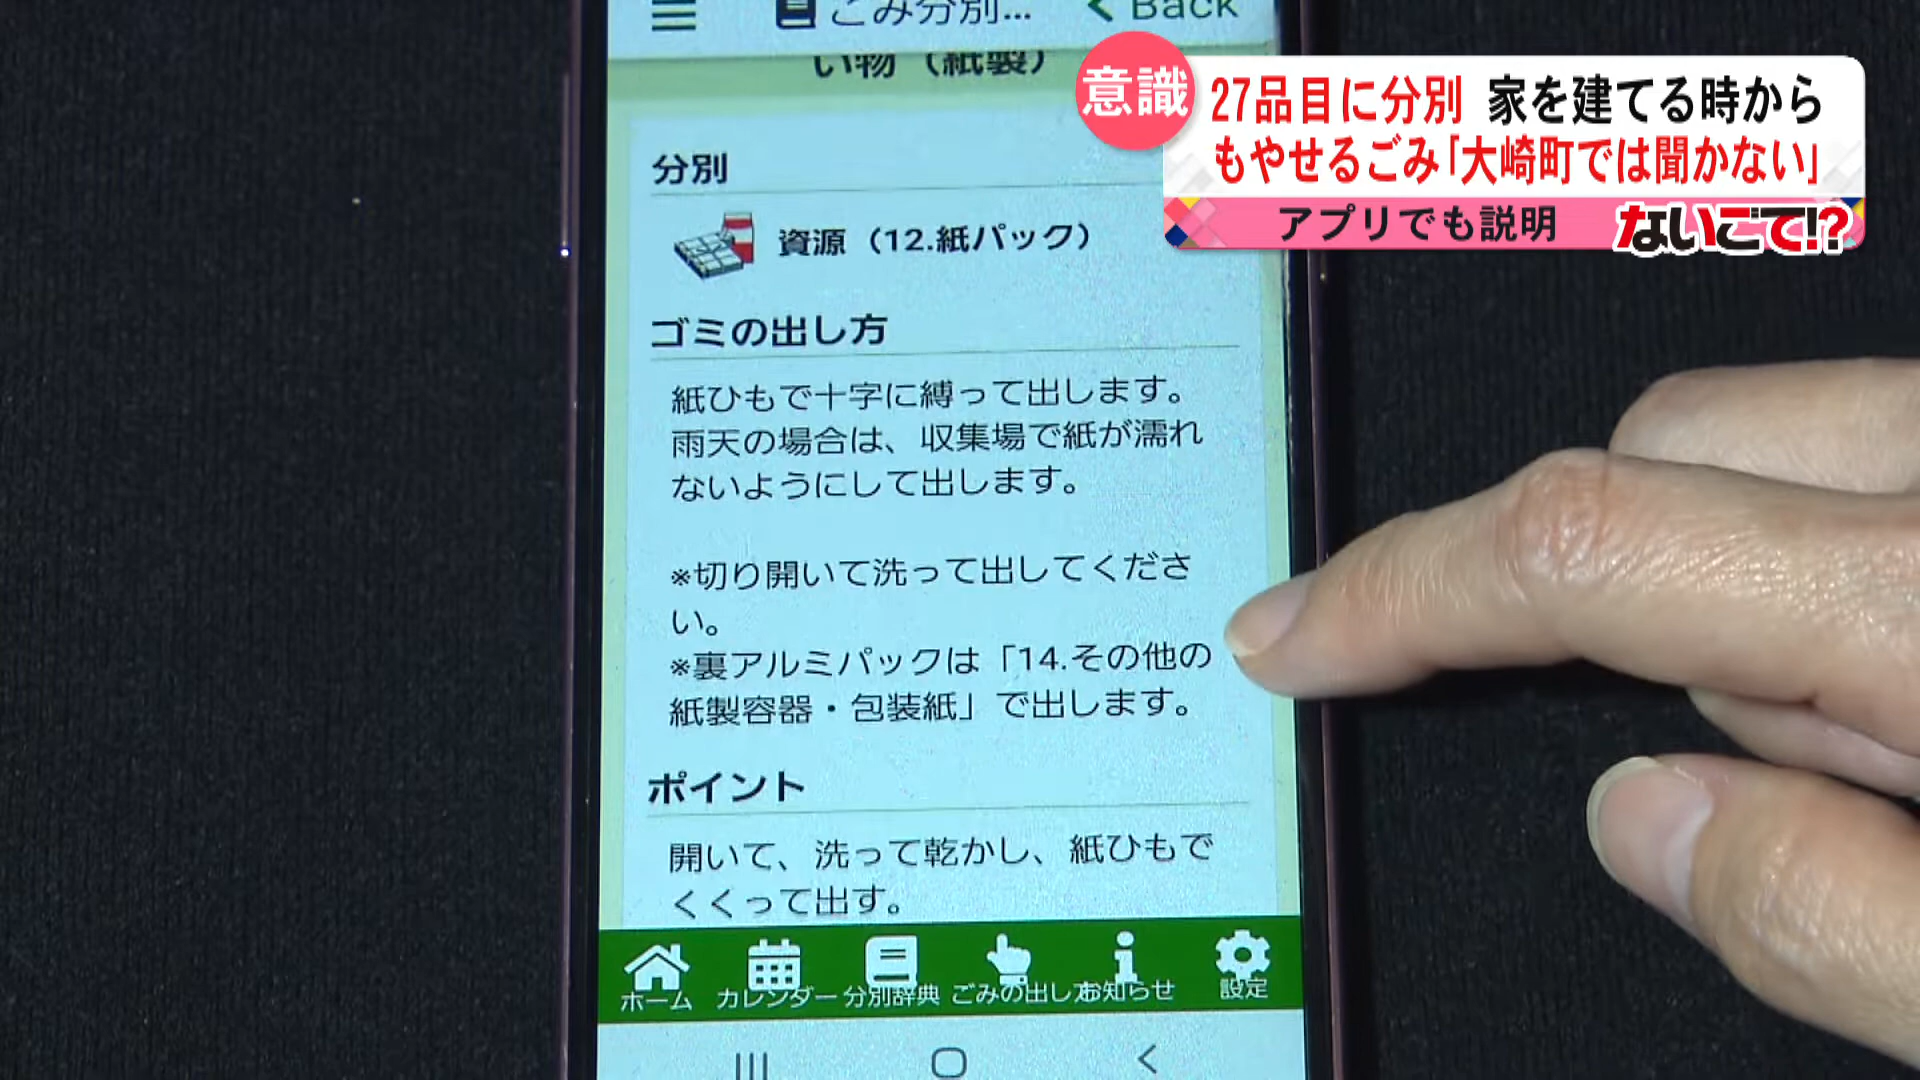 ごみ分別...
Back
い物（紙製）
意識
27品目に分別 家を建てる時から
もやせるごみ「大崎町では聞かない」
アプリでも説明
ないごて!?
分別
資源（12.紙パック）
ゴミの出し方
紙ひもで十字に縛って出します。
雨天の場合は、収集場で紙が濡れ
ないようにして出します。
※切り開いて洗って出してくださ
い。
※裏アルミパックは「14.その他の
紙製容器・包装紙」で出します。
ポイント
開いて、洗って乾かし、紙ひもで
くくって出す。
ホーム
カレンダー
分別辞典
ごみの出し方
お知らせ
設定